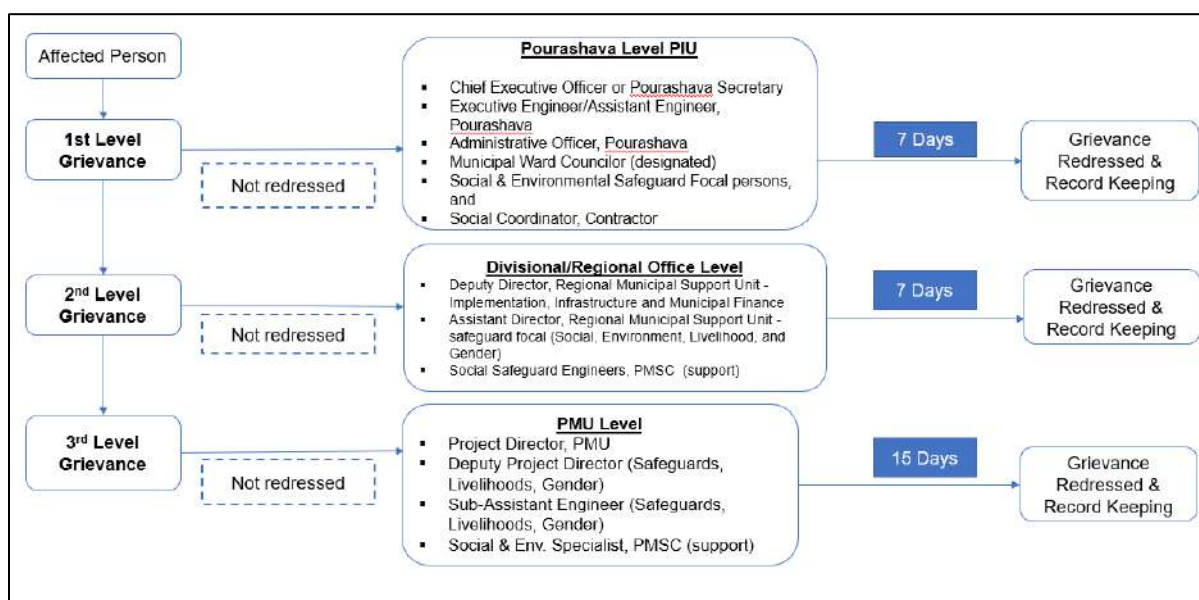 Affected Person
1st Level
Grievance
Not redressed
Pourashava Level PIU
▪ Chief Executive Officer or Pourashava Secretary
▪ Executive Engineer/Assistant Engineer,
Pourashava
▪ Administrative Officer, Pourashava
▪ Municipal Ward Councilor (designated)
▪ Social & Environmental Safeguard Focal persons,
and
▪ Social Coordinator, Contractor
7 Days
Grievance
Redressed &
Record Keeping
2nd Level
Grievance
Not redressed
Divisional/Regional Office Level
▪ Deputy Director, Regional Municipal Support Unit -
Implementation, Infrastructure and Municipal Finance
▪ Assistant Director, Regional Municipal Support Unit -
safeguard focal (Social, Environment, Livelihood, and
Gender)
▪ Social Safeguard Engineers, PMSC (support)
7 Days
Grievance
Redressed &
Record Keeping
3rd Level
Grievance
Not redressed
PMU Level
▪ Project Director, PMU
▪ Deputy Project Director (Safeguards,
Livelihoods, Gender)
▪ Sub-Assistant Engineer (Safeguards,
Livelihoods, Gender)
▪ Social & Env. Specialist, PMSC (support)
15 Days
Grievance
Redressed &
Record Keeping